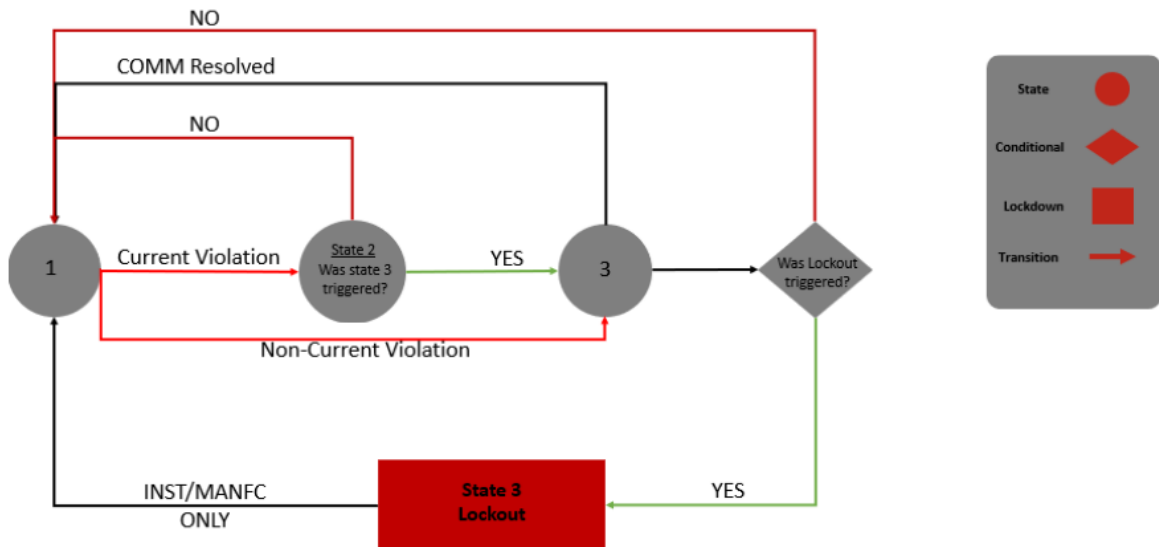 NO
COMM Resolved
NO
1
Current Violation
State 2
Was state 3
triggered?
YES
3
Was Lockout
triggered?
Non-Current Violation
INST/MANFC
ONLY
State 3
Lockout
YES
State
Conditional
Lockdown
Transition